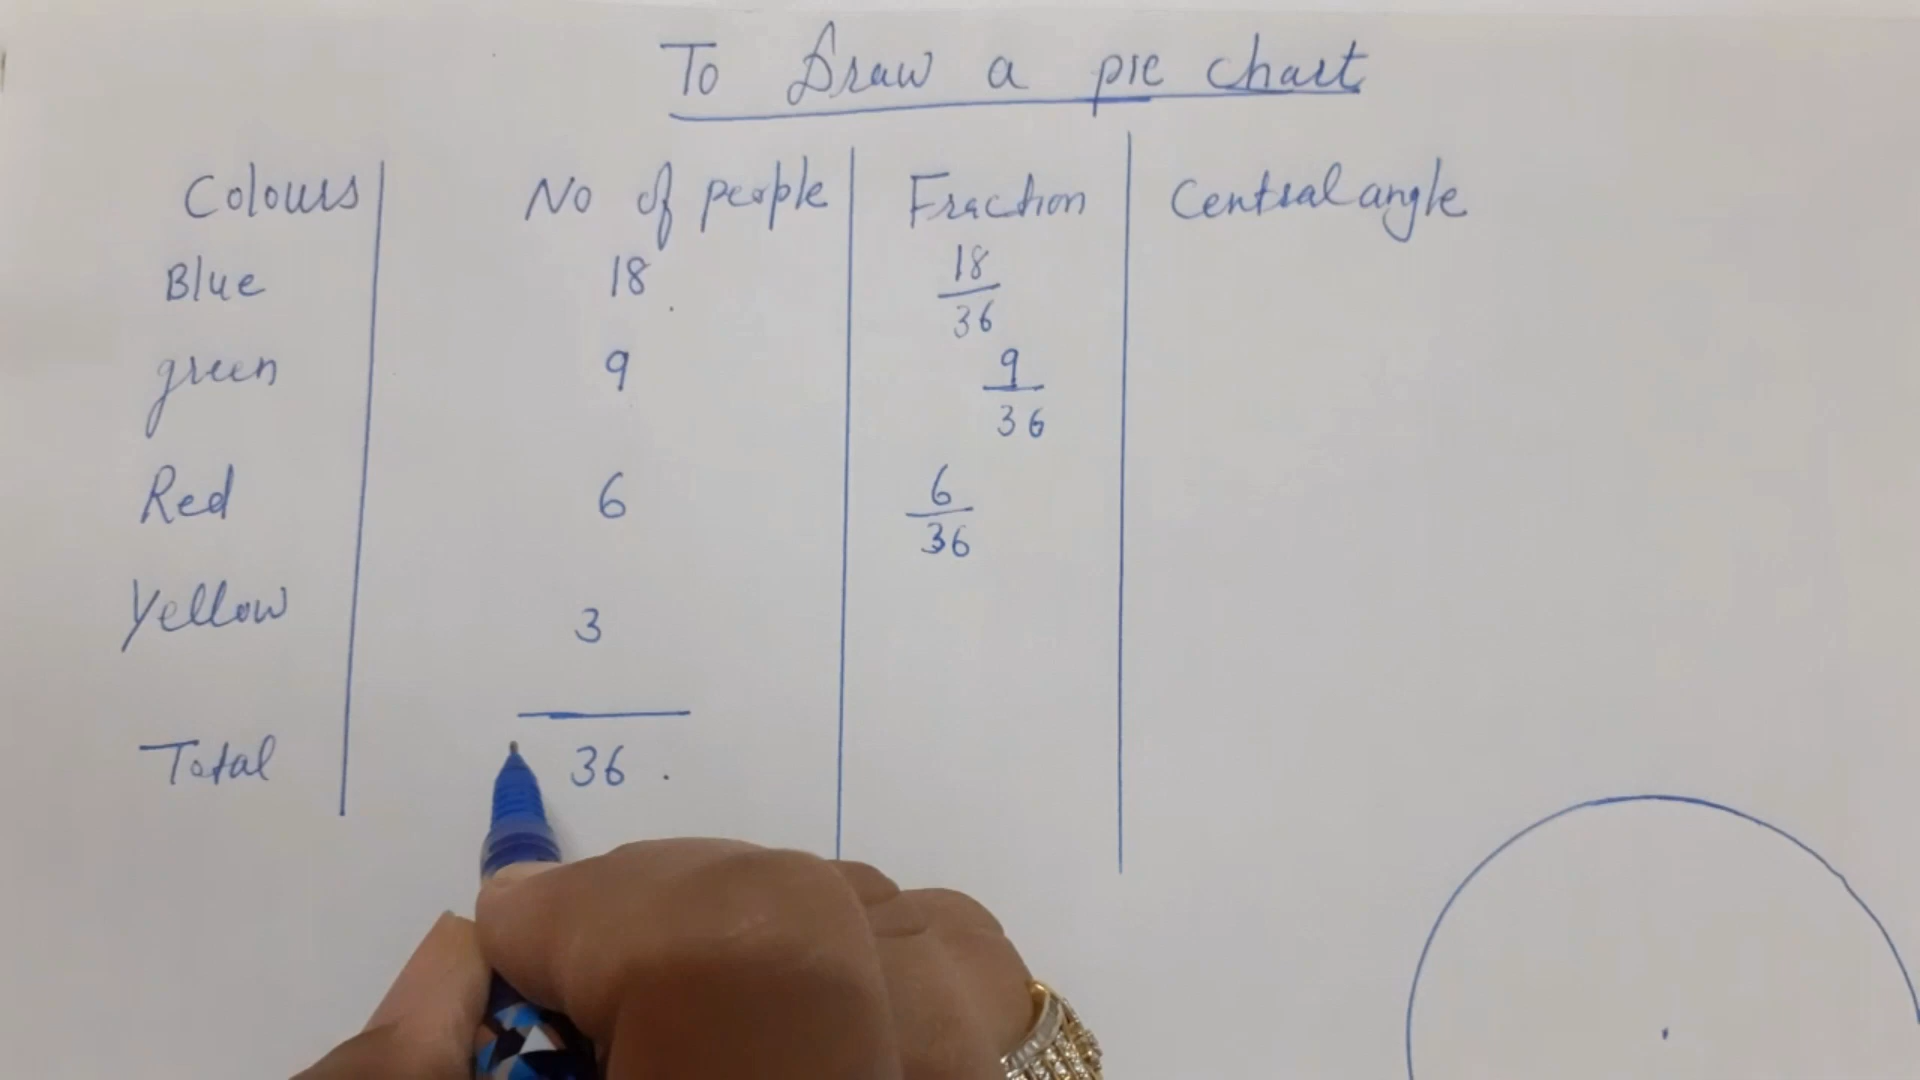 To Draw a pie chart
Colours No of people Fraction Central angle
Blue 18 18/36
green 9 9/36
Red 6 6/36
Yellow 3
Total 36